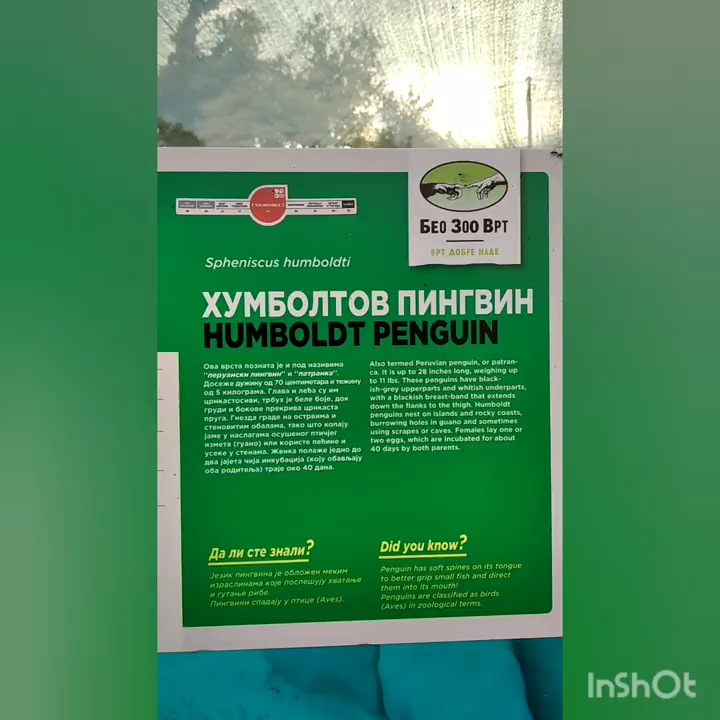 VULNERABLE
БЕО ЗОО ВРТ
ВРТ ДОБРЕ НАДЕ
Spheniscus humboldti
ХУМБОЛТОВ ПИНГВИН
HUMBOLDT PENGUIN
Ова врста позната је и под називима
"перуански пингвин" и "патранка".
Досеже дужину од 70 центиметара и тежину
од 5 килограма. Глава и леђа су им
црнкастосиви, трбух је беле боје, док
груди и бокове прекрива црнкаста
пруга. Гнезда граде на острвима и
стеновитим обалама, тако што копају
јаме у наслагама осушеног птичјег
измета (гуано) или користе пећине и
усеке у стенама. Женка полаже једно до
два јајета чија инкубација (коју обављају
оба родитеља) траје око 40 дана.
Also termed Peruvian penguin, or patran-
ca. It is up to 28 inches long, weighing up
to 11 lbs. These penguins have black-
ish-grey upperparts and whitish underparts,
with a blackish breast-band that extends
down the flanks to the thigh. Humboldt
penguins nest on islands and rocky coasts,
burrowing holes in guano and sometimes
using scrapes or caves. Females lay one or
two eggs, which are incubated for about
40 days by both parents.
Да ли сте знали?
Језик пингвина је обложен меким
израслинама које поспешују хватање
и гутање рибе.
Пингвини спадају у птице (Aves).
Did you know?
Penguin has soft spines on its tongue
to better grip small fish and direct
them into its mouth!
Penguins are classified as birds
(Aves) in zoological terms.
InShOt